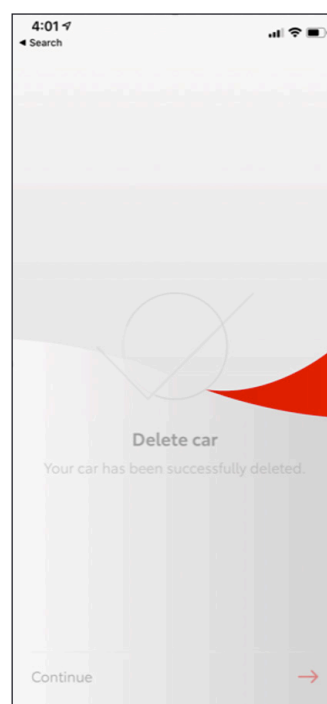 4:01
Search
Delete car
Your car has been successfully deleted.
Continue